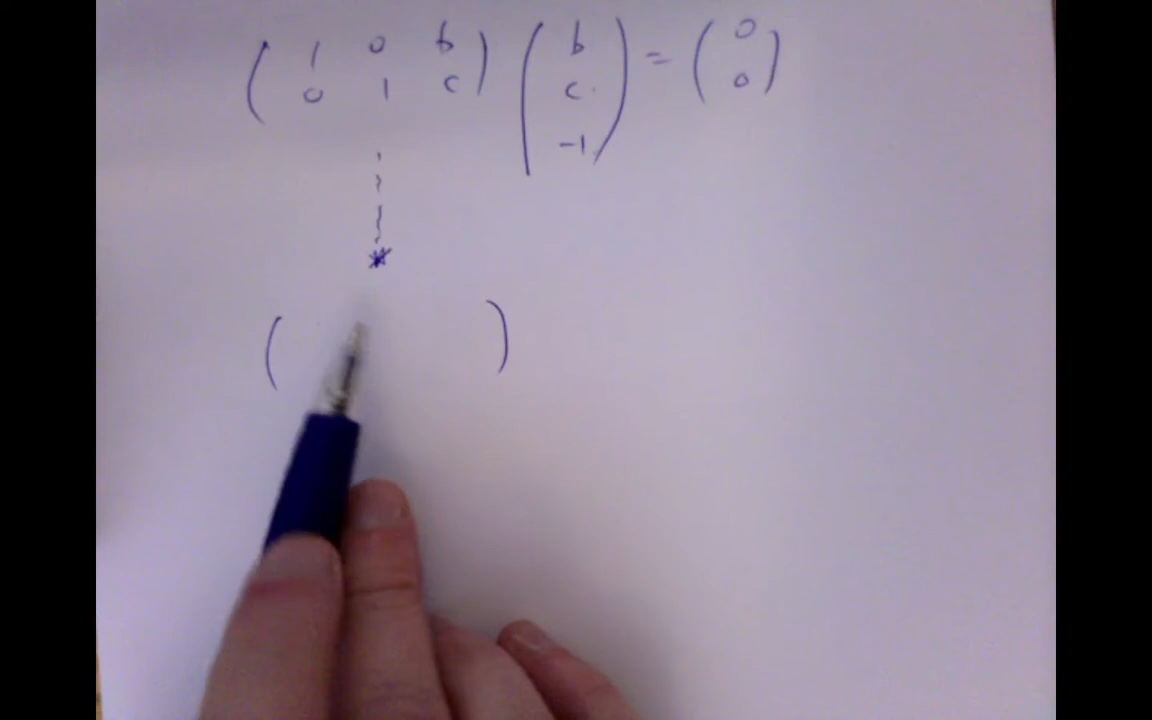 ( 1 0 b ) ( b ) = ( 0 )
( 0 1 c ) ( c ) ( 0 )
( -1 )
*
( )